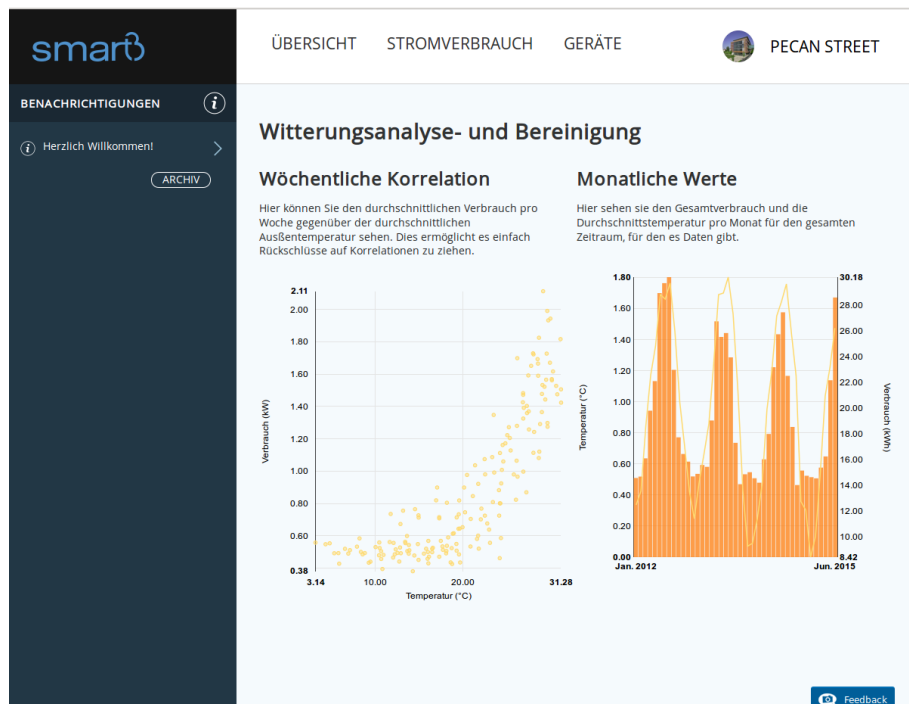 smartB
ÜBERSICHT STROMVERBRAUCH GERÄTE
PECAN STREET
BENACHRICHTIGUNGEN i
i Herzlich Willkommen!
ARCHIV
Witterungsanalyse- und Bereinigung
Wöchentliche Korrelation
Hier können Sie den durchschnittlichen Verbrauch pro
Woche gegenüber der durchschnittlichen
Ausßentemperatur sehen. Dies ermöglicht es einfach
Rückschlüsse auf Korrelationen zu ziehen.
2.11
2.00
1.80
1.60
1.40
1.20
1.00
0.80
0.60
0.38
Verbrauch (kW)
3.14 10.00 20.00 31.28
Temperatur (°C)
Monatliche Werte
Hier sehen sie den Gesamtverbrauch und die
Durchschnittstemperatur pro Monat für den gesamten
Zeitraum, für den es Daten gibt.
1.80
1.60
1.40
1.20
1.00
0.80
0.60
0.40
0.20
0.00
Temperatur (°C)
30.18
28.00
26.00
24.00
22.00
20.00
18.00
16.00
14.00
12.00
10.00
8.42
Verbrauch (kWh)
Jan. 2012 Jun. 2015
Feedback